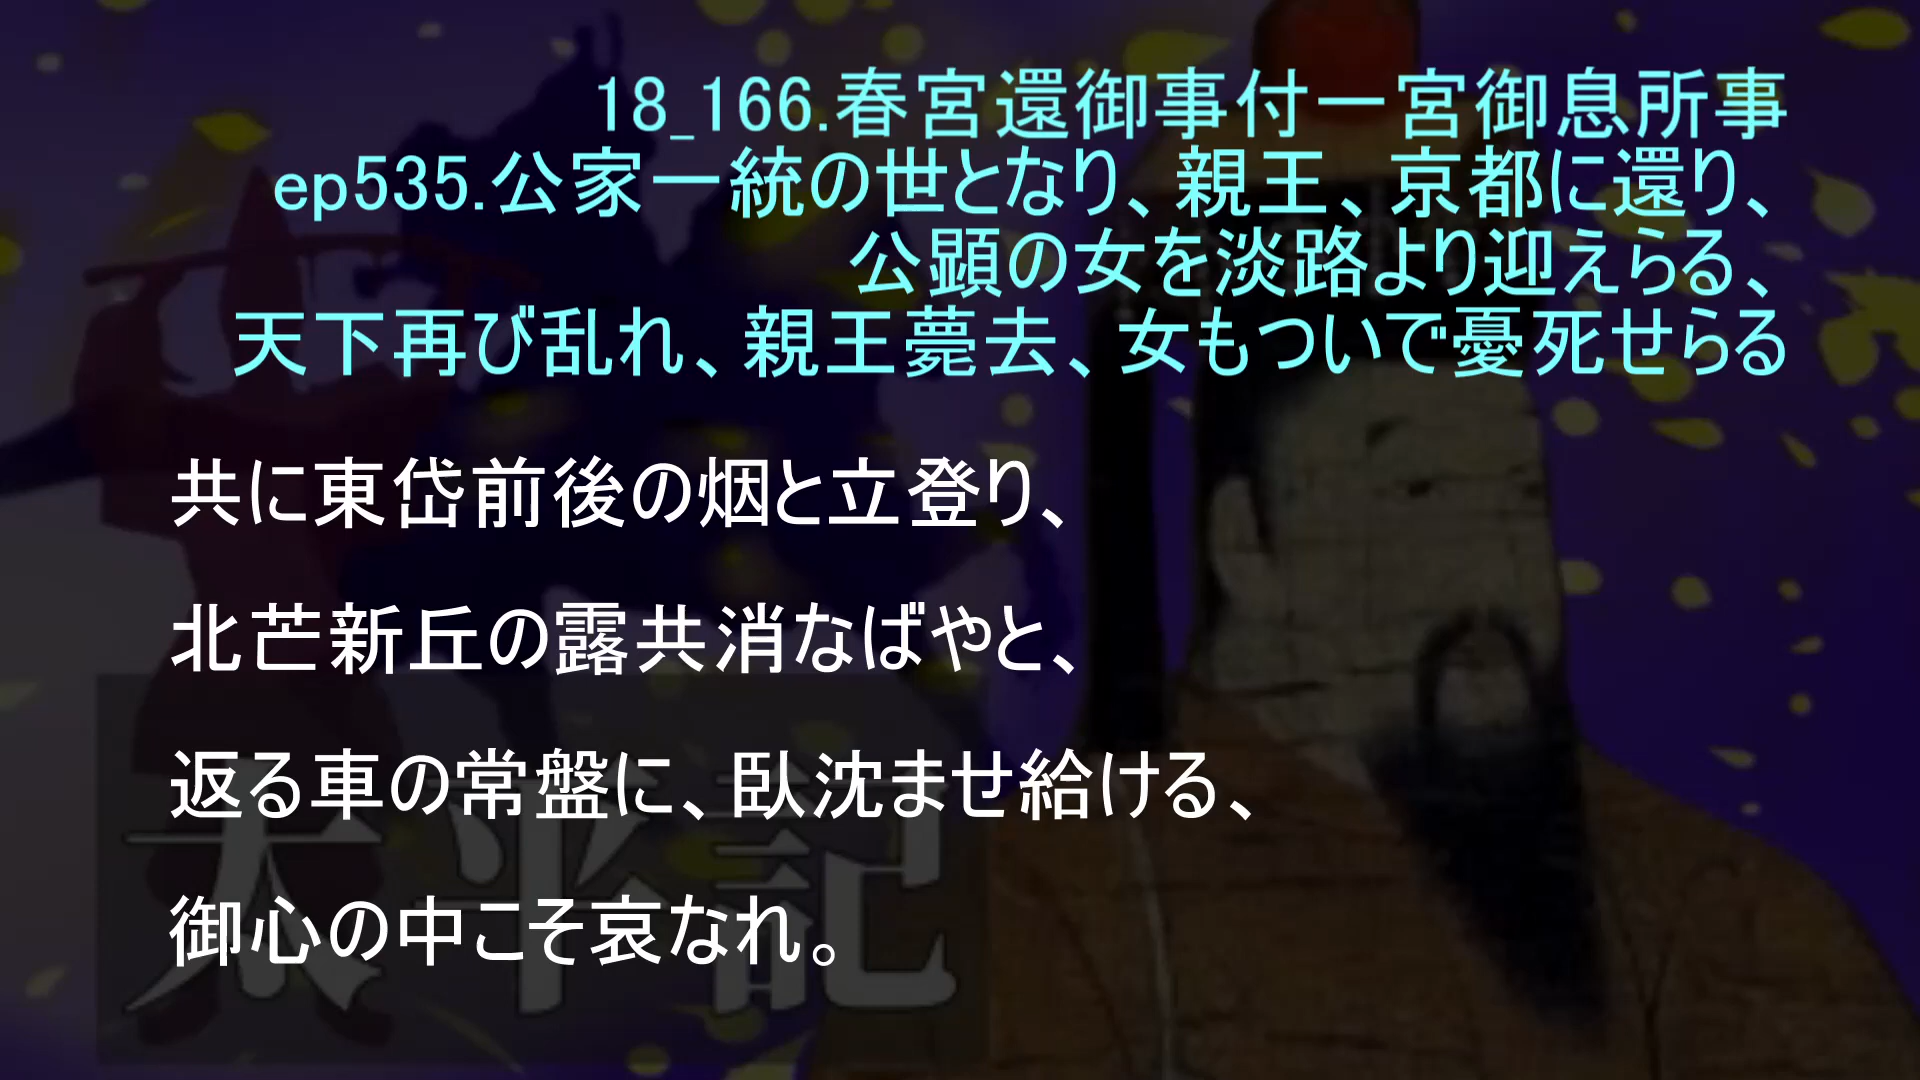 18_166.春宮還御事付一宮御息所事
ep535.公家一統の世となり、親王、京都に還り、
公顕の女を淡路より迎えらる、
天下再び乱れ、親王薨去、女もついで憂死せらる
共に東岱前後の烟と立登り、
北芒新丘の露共消なばやと、
返る車の常盤に、臥沈ませ給ける、
御心の中こそ哀なれ。
太平記